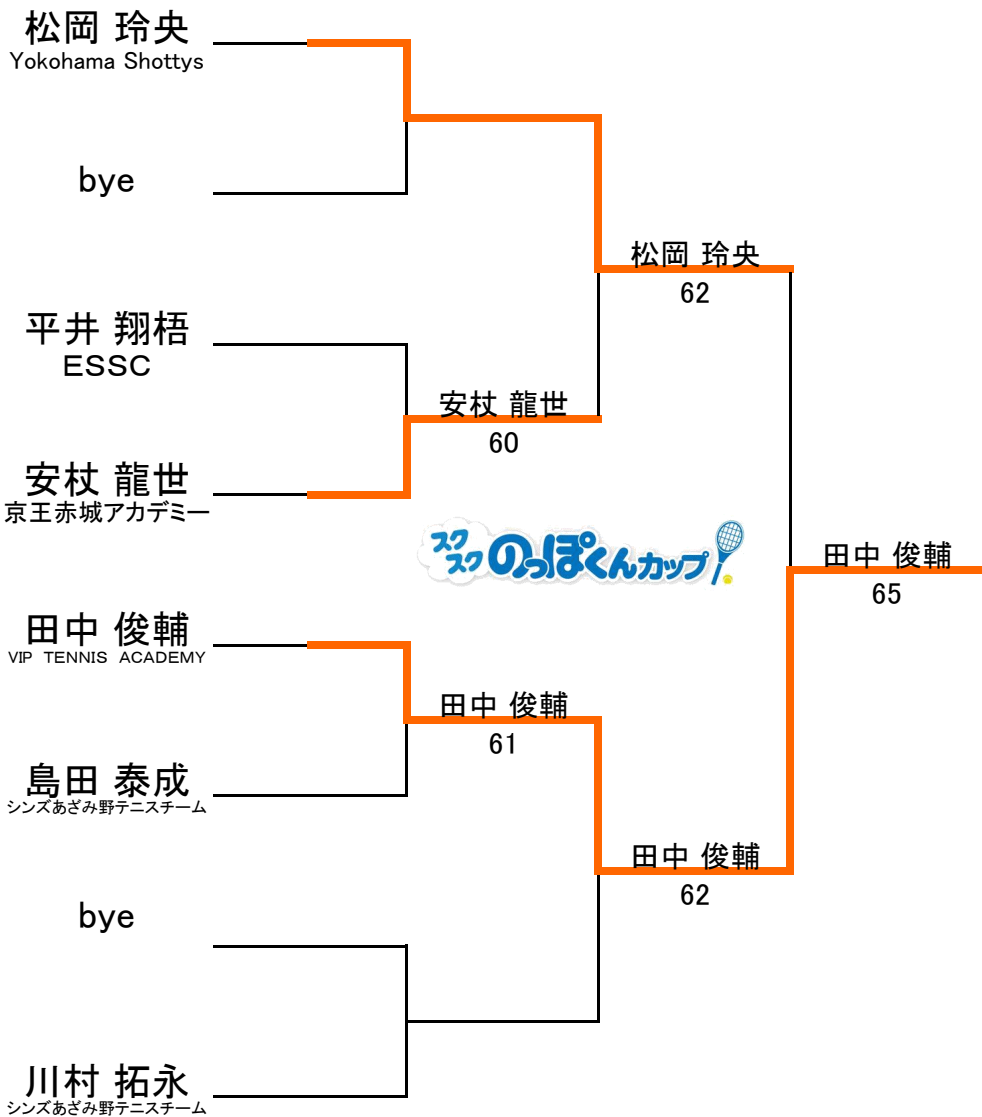 松岡 玲央
Yokohama Shottys
bye
松岡 玲央
62
平井 翔梧
ESSC
安杖 龍世
60
安杖 龍世
京王赤城アカデミー
スクスクのっぽくんカップ!
田中 俊輔
65
田中 俊輔
VIP TENNIS ACADEMY
田中 俊輔
61
島田 泰成
シンズあざみ野テニスチーム
田中 俊輔
62
bye
川村 拓永
シンズあざみ野テニスチーム